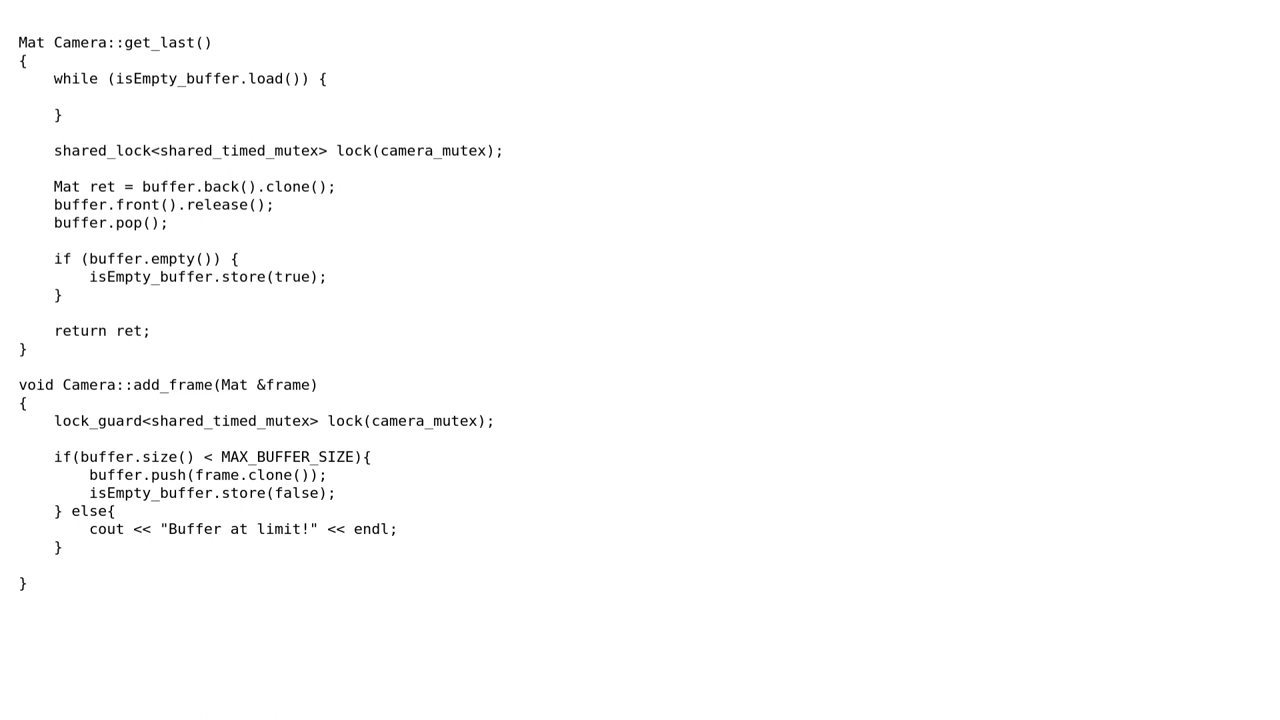 Mat Camera::get_last()
{
    while (isEmpty_buffer.load()) {

    }

    shared_lock<shared_timed_mutex> lock(camera_mutex);

    Mat ret = buffer.back().clone();
    buffer.front().release();
    buffer.pop();

    if (buffer.empty()) {
        isEmpty_buffer.store(true);
    }

    return ret;
}

void Camera::add_frame(Mat &frame)
{
    lock_guard<shared_timed_mutex> lock(camera_mutex);

    if(buffer.size() < MAX_BUFFER_SIZE){
        buffer.push(frame.clone());
        isEmpty_buffer.store(false);
    } else{
        cout << "Buffer at limit!" << endl;
    }

}